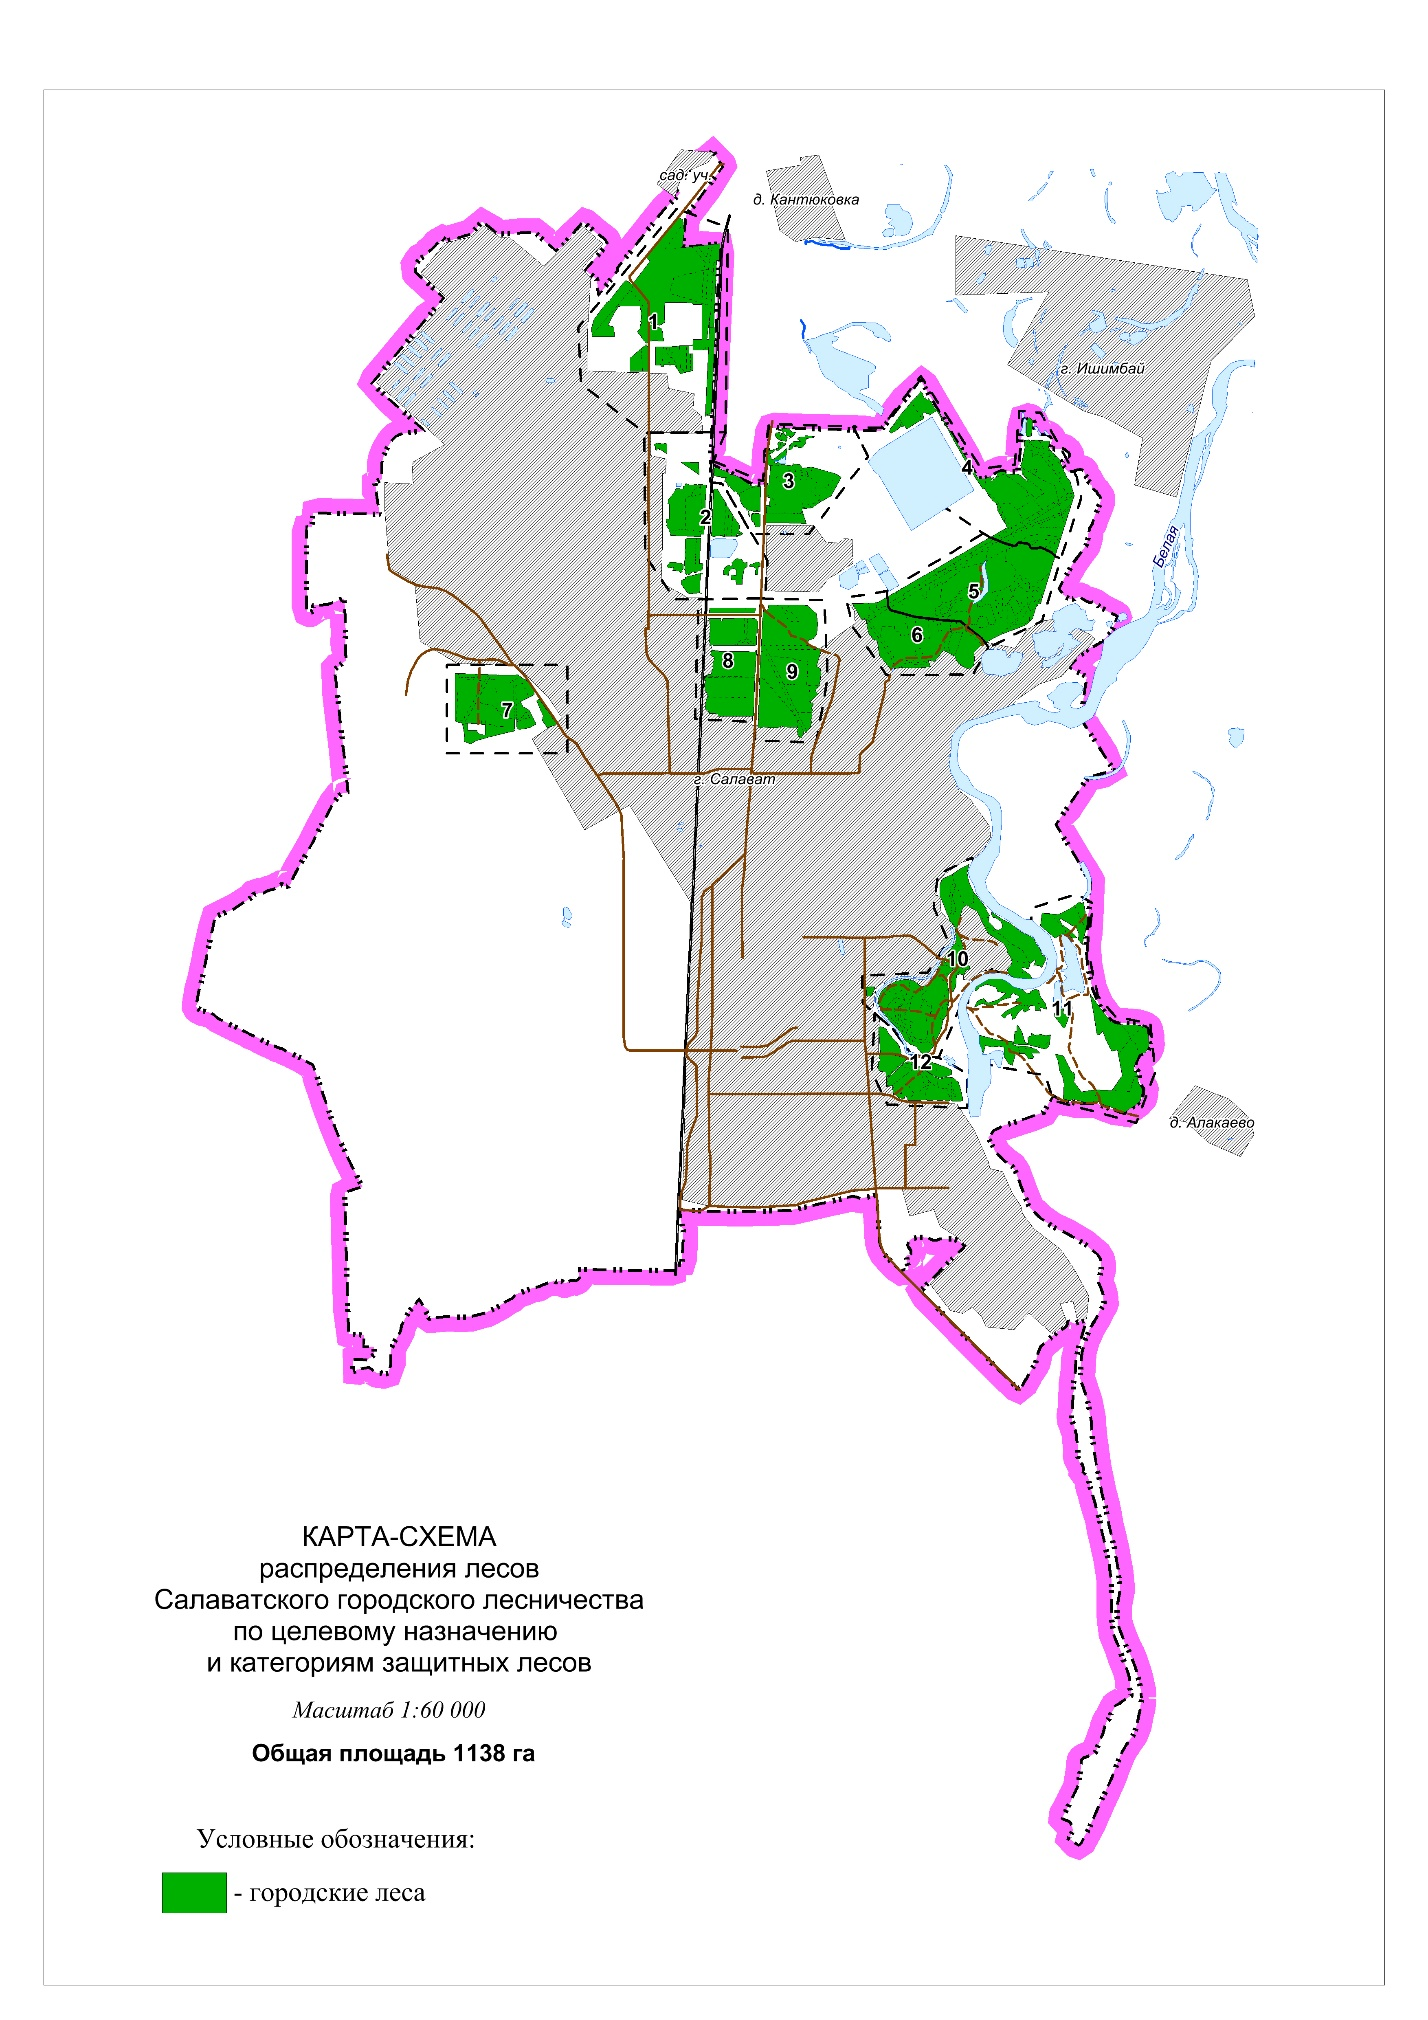 сад. уч.
д. Кантюковка
1
г. Ишимбай
4
3
2
Белая
5
6
8
9
7
г. Салават
10
11
12
д. Алакаево
КАРТА-СХЕМА
распределения лесов
Салаватского городского лесничества
по целевому назначению
и категориям защитных лесов
Масштаб 1:60 000
Общая площадь 1138 га
Условные обозначения:
- городские леса